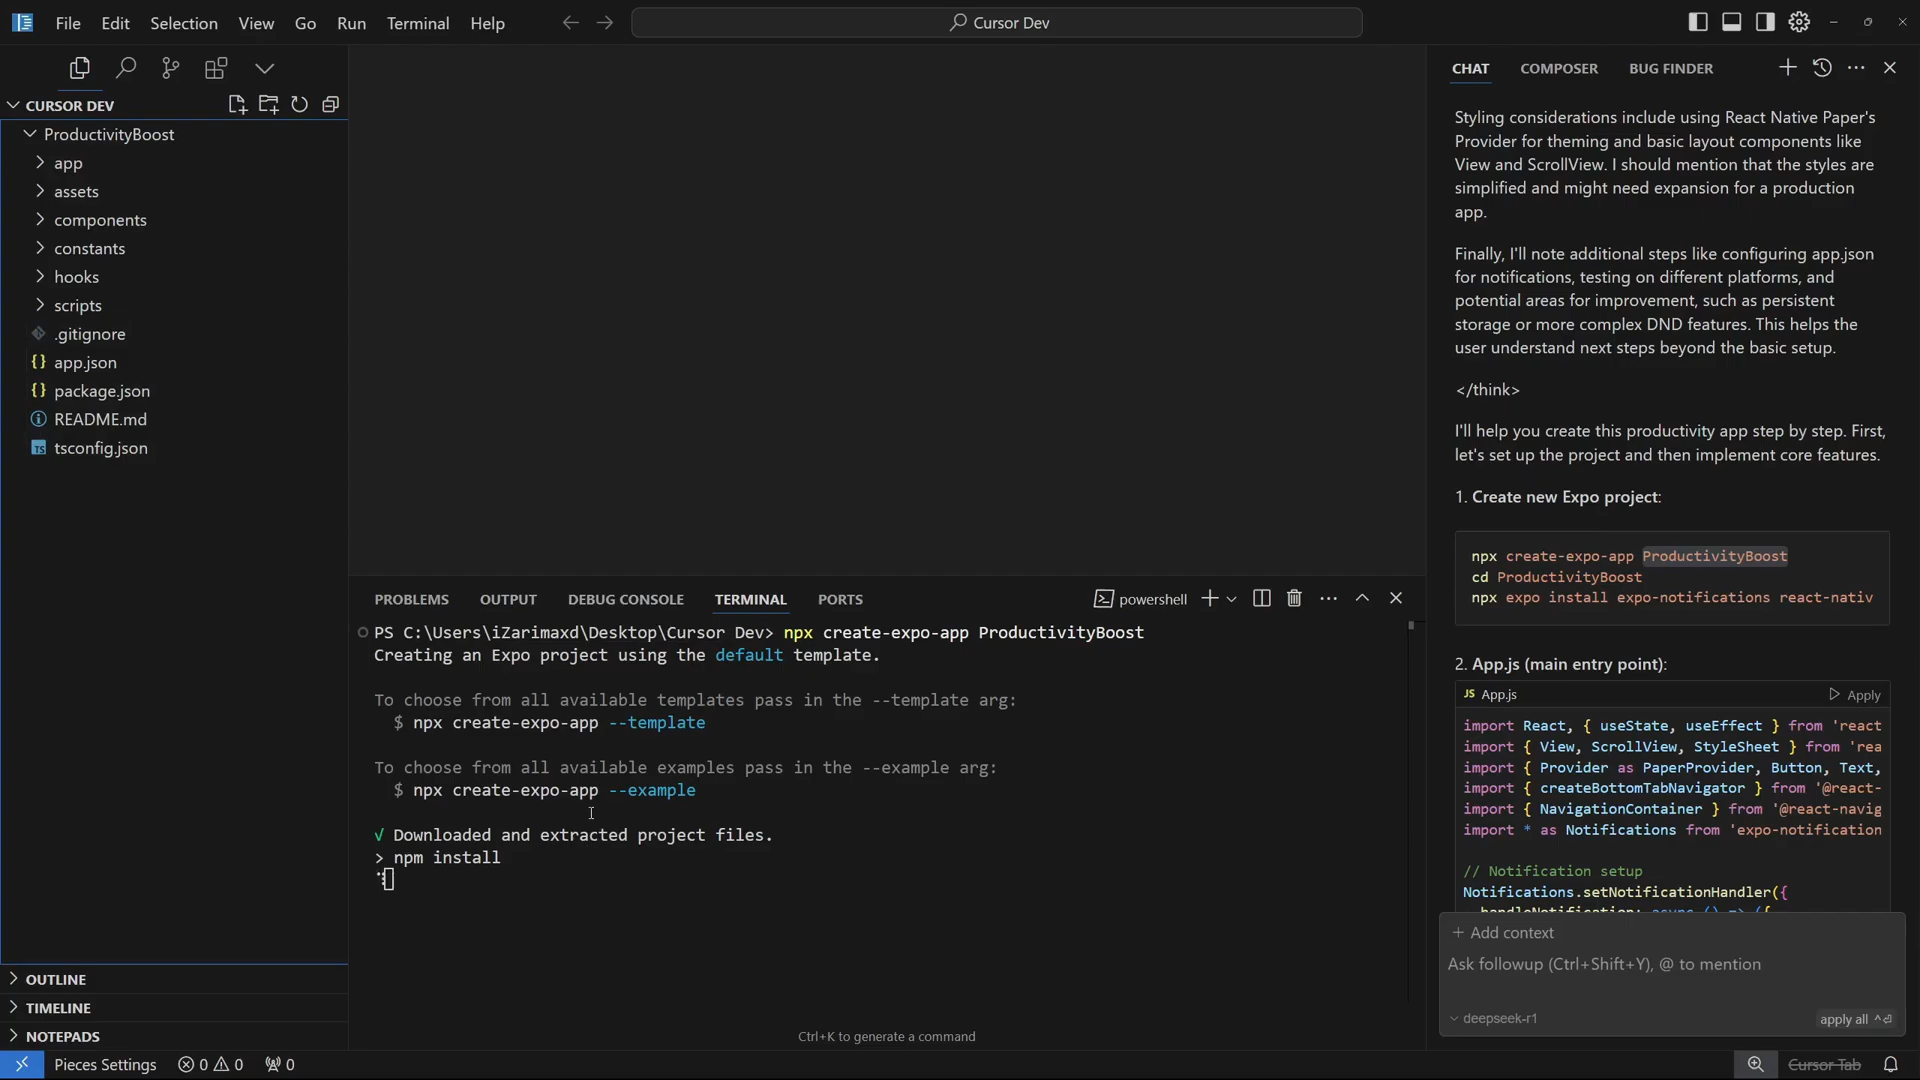 File Edit Selection View Go Run Terminal Help
Cursor Dev
CURSOR DEV
ProductivityBoost
app
assets
components
constants
hooks
scripts
.gitignore
{} app.json
{} package.json
README.md
TS tsconfig.json
OUTLINE
TIMELINE
NOTEPADS
PROBLEMS OUTPUT DEBUG CONSOLE TERMINAL PORTS powershell
PS C:\Users\iZarimaxd\Desktop\Cursor Dev> npx create-expo-app ProductivityBoost
Creating an Expo project using the default template.
To choose from all available templates pass in the --template arg:
$ npx create-expo-app --template
To choose from all available examples pass in the --example arg:
$ npx create-expo-app --example
√ Downloaded and extracted project files.
> npm install
Ctrl+K to generate a command
CHAT COMPOSER BUG FINDER
Styling considerations include using React Native Paper's
Provider for theming and basic layout components like
View and ScrollView. I should mention that the styles are
simplified and might need expansion for a production
app.
Finally, I'll note additional steps like configuring app.json
for notifications, testing on different platforms, and
potential areas for improvement, such as persistent
storage or more complex DND features. This helps the
user understand next steps beyond the basic setup.
</think>
I'll help you create this productivity app step by step. First,
let's set up the project and then implement core features.
1. Create new Expo project:
npx create-expo-app ProductivityBoost
cd ProductivityBoost
npx expo install expo-notifications react-nativ
2. App.js (main entry point):
JS App.js Apply
import React, { useState, useEffect } from 'react
import { View, ScrollView, StyleSheet } from 'rea
import { Provider as PaperProvider, Button, Text,
import { createBottomTabNavigator } from '@react-
import { NavigationContainer } from '@react-navig
import * as Notifications from 'expo-notification
// Notification setup
Notifications.setNotificationHandler({
handleNotification: async () => ({
+ Add context
Ask followup (Ctrl+Shift+Y), @ to mention
deepseek-r1 apply all ^⏎
Pieces Settings 0 0 0 Cursor Tab